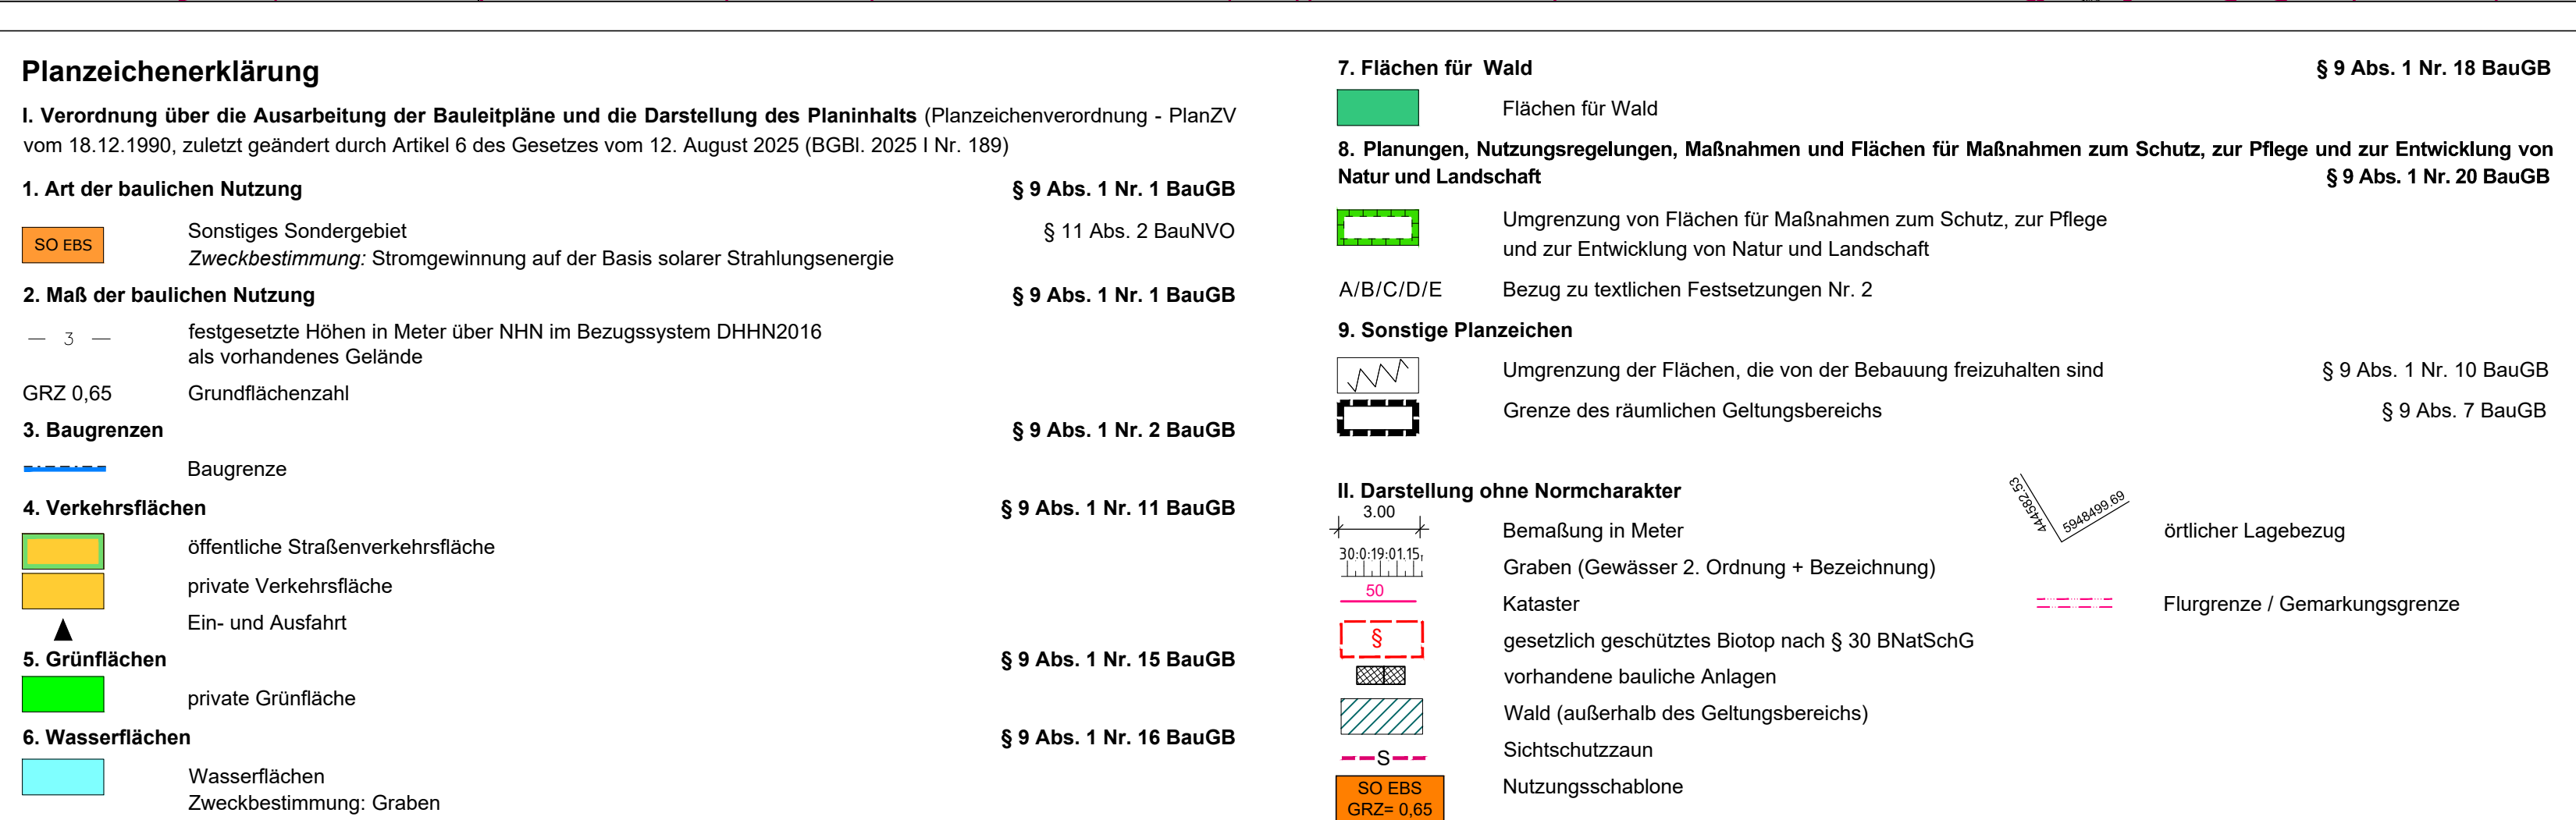 Planzeichenerklärung
I. Verordnung über die Ausarbeitung der Bauleitpläne und die Darstellung des Planinhalts (Planzeichenverordnung - PlanZV
vom 18.12.1990, zuletzt geändert durch Artikel 6 des Gesetzes vom 12. August 2025 (BGBl. 2025 I Nr. 189)
1. Art der baulichen Nutzung § 9 Abs. 1 Nr. 1 BauGB
SO EBS Sonstiges Sondergebiet § 11 Abs. 2 BauNVO
Zweckbestimmung: Stromgewinnung auf der Basis solarer Strahlungsenergie
2. Maß der baulichen Nutzung § 9 Abs. 1 Nr. 1 BauGB
— 3 — festgesetzte Höhen in Meter über NHN im Bezugssystem DHHN2016
als vorhandenes Gelände
GRZ 0,65 Grundflächenzahl
3. Baugrenzen § 9 Abs. 1 Nr. 2 BauGB
Baugrenze
4. Verkehrsflächen § 9 Abs. 1 Nr. 11 BauGB
öffentliche Straßenverkehrsfläche
private Verkehrsfläche
Ein- und Ausfahrt
5. Grünflächen § 9 Abs. 1 Nr. 15 BauGB
private Grünfläche
6. Wasserflächen § 9 Abs. 1 Nr. 16 BauGB
Wasserflächen
Zweckbestimmung: Graben
7. Flächen für Wald § 9 Abs. 1 Nr. 18 BauGB
Flächen für Wald
8. Planungen, Nutzungsregelungen, Maßnahmen und Flächen für Maßnahmen zum Schutz, zur Pflege und zur Entwicklung von
Natur und Landschaft § 9 Abs. 1 Nr. 20 BauGB
Umgrenzung von Flächen für Maßnahmen zum Schutz, zur Pflege
und zur Entwicklung von Natur und Landschaft
A/B/C/D/E Bezug zu textlichen Festsetzungen Nr. 2
9. Sonstige Planzeichen
Umgrenzung der Flächen, die von der Bebauung freizuhalten sind § 9 Abs. 1 Nr. 10 BauGB
Grenze des räumlichen Geltungsbereichs § 9 Abs. 7 BauGB
II. Darstellung ohne Normcharakter
3.00 Bemaßung in Meter
444582.53 5948499.69 örtlicher Lagebezug
30:0:19:01.15 Graben (Gewässer 2. Ordnung + Bezeichnung)
50 Kataster
Flurgrenze / Gemarkungsgrenze
§ gesetzlich geschütztes Biotop nach § 30 BNatSchG
vorhandene bauliche Anlagen
Wald (außerhalb des Geltungsbereichs)
S Sichtschutzzaun
SO EBS Nutzungsschablone
GRZ= 0,65